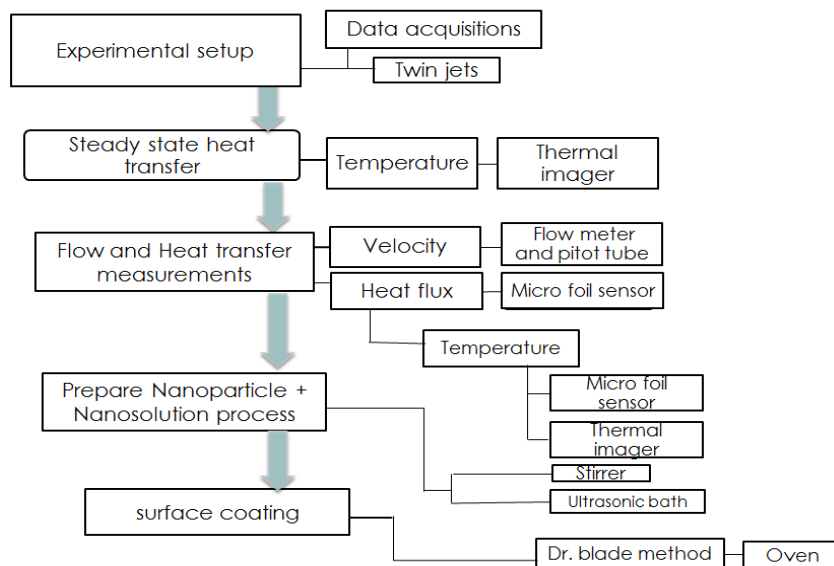 Data acquisitions
Experimental setup
Twin jets
Steady state heat
transfer
Temperature
Thermal
imager
Flow and Heat transfer
measurements
Velocity
Flow meter
and pitot tube
Heat flux
Micro foil sensor
Temperature
Micro foil
sensor
Thermal
imager
Prepare Nanoparticle +
Nanosolution process
Stirrer
Ultrasonic bath
surface coating
Dr. blade method
Oven